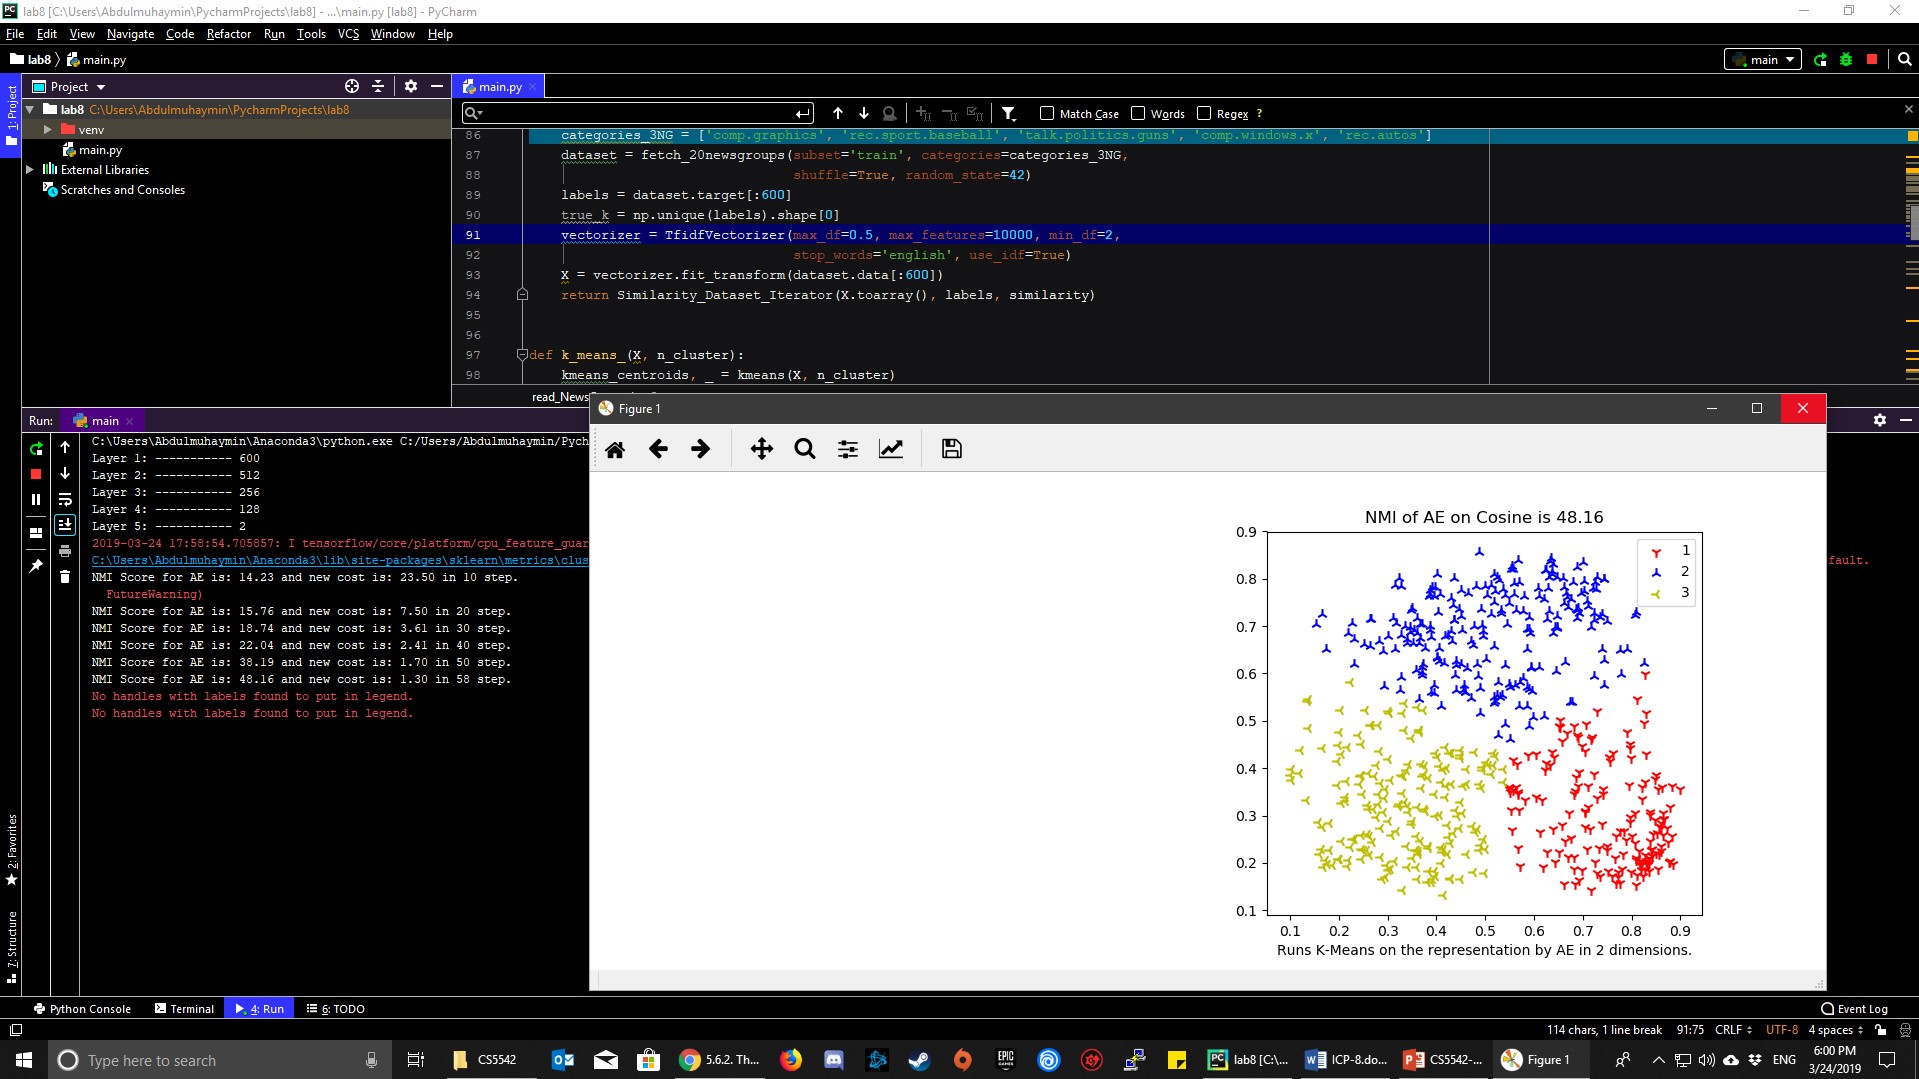 lab8 [C:\Users\Abdulmuhaymin\PycharmProjects\lab8] - ...\main.py [lab8] - PyCharm
File Edit View Navigate Code Refactor Run Tools VCS Window Help
lab8 main.py
main
Project
main.py
1: Project
lab8 C:\Users\Abdulmuhaymin\PycharmProjects\lab8
venv
main.py
External Libraries
Scratches and Consoles
Match Case Words Regex ?
86 categories_3NG = ['comp.graphics', 'rec.sport.baseball', 'talk.politics.guns', 'comp.windows.x', 'rec.autos']
87 dataset = fetch_20newsgroups(subset='train', categories=categories_3NG,
88 shuffle=True, random_state=42)
89 labels = dataset.target[:600]
90 true_k = np.unique(labels).shape[0]
91 vectorizer = TfidfVectorizer(max_df=0.5, max_features=10000, min_df=2,
92 stop_words='english', use_idf=True)
93 X = vectorizer.fit_transform(dataset.data[:600])
94 return Similarity_Dataset_Iterator(X.toarray(), labels, similarity)
95
96
97 def k_means_(X, n_cluster):
98 kmeans_centroids, _ = kmeans(X, n_cluster)
Run: main
C:\Users\Abdulmuhaymin\Anaconda3\python.exe C:/Users/Abdulmuhaymin/Pych
Layer 1: ----------- 600
Layer 2: ----------- 512
Layer 3: ----------- 256
Layer 4: ----------- 128
Layer 5: ----------- 2
2019-03-24 17:58:54.705857: I tensorflow/core/platform/cpu_feature_guar
C:\Users\Abdulmuhaymin\Anaconda3\lib\site-packages\sklearn\metrics\clus
fault.
NMI Score for AE is: 14.23 and new cost is: 23.50 in 10 step.
FutureWarning)
NMI Score for AE is: 15.76 and new cost is: 7.50 in 20 step.
NMI Score for AE is: 18.74 and new cost is: 3.61 in 30 step.
NMI Score for AE is: 22.04 and new cost is: 2.41 in 40 step.
NMI Score for AE is: 38.19 and new cost is: 1.70 in 50 step.
NMI Score for AE is: 48.16 and new cost is: 1.30 in 58 step.
No handles with labels found to put in legend.
No handles with labels found to put in legend.
Figure 1
NMI of AE on Cosine is 48.16
1
2
3
0.9
0.8
0.7
0.6
0.5
0.4
0.3
0.2
0.1
0.1 0.2 0.3 0.4 0.5 0.6 0.7 0.8 0.9
Runs K-Means on the representation by AE in 2 dimensions.
2: Favorites
7: Structure
Python Console Terminal 4: Run 6: TODO
Event Log
114 chars, 1 line break 91:75 CRLF UTF-8 4 spaces
Type here to search
CS5542
5.6.2. Th...
EPIC GAMES
lab8 [C:\...
ICP-8.do...
CS5542-...
Figure 1
ENG
6:00 PM
3/24/2019